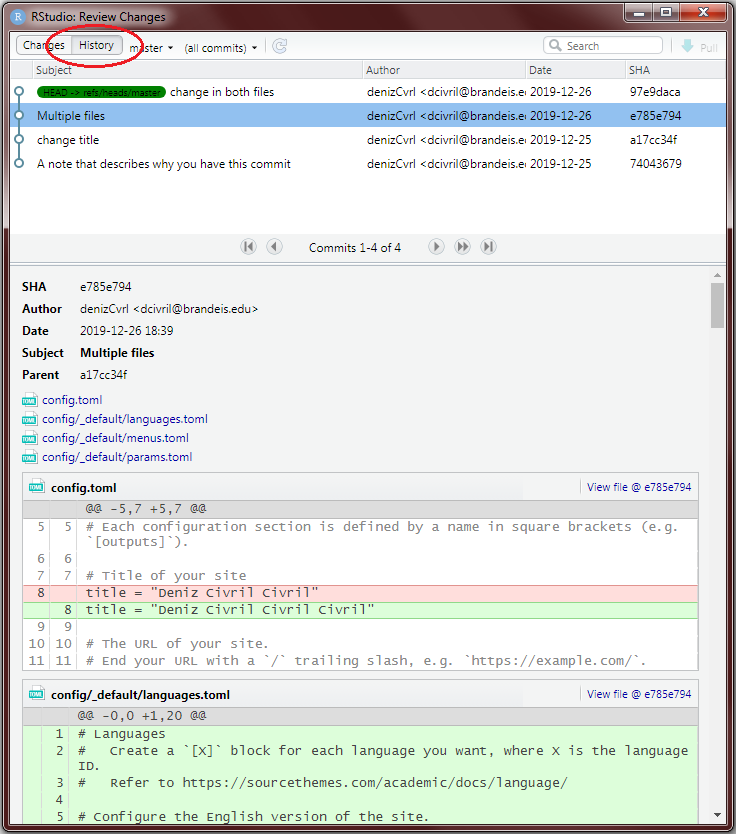 RStudio: Review Changes
Changes History master (all commits) Search Pull
Subject Author Date SHA
HEAD -> refs/heads/master change in both files denizCvrl <dcivril@brandeis.e 2019-12-26 97e9daca
Multiple files denizCvrl <dcivril@brandeis.e 2019-12-26 e785e794
change title denizCvrl <dcivril@brandeis.e 2019-12-25 a17cc34f
A note that describes why you have this commit denizCvrl <dcivril@brandeis.e 2019-12-25 74043679
Commits 1-4 of 4
SHA e785e794
Author denizCvrl <dcivril@brandeis.edu>
Date 2019-12-26 18:39
Subject Multiple files
Parent a17cc34f
config.toml
config/_default/languages.toml
config/_default/menus.toml
config/_default/params.toml
config.toml View file @ e785e794
@@ -5,7 +5,7 @@
5 5 # Each configuration section is defined by a name in square brackets (e.g.
`[outputs]`).
6 6
7 7 # Title of your site
8 title = "Deniz Civril Civril"
8 title = "Deniz Civril Civril Civril"
9 9
10 10 # The URL of your site.
11 11 # End your URL with a `/` trailing slash, e.g. `https://example.com/`.
config/_default/languages.toml View file @ e785e794
@@ -0,0 +1,20 @@
1 # Languages
2 #   Create a `[X]` block for each language you want, where X is the language
ID.
3 #   Refer to https://sourcethemes.com/academic/docs/language/
4
5 # Configure the English version of the site.